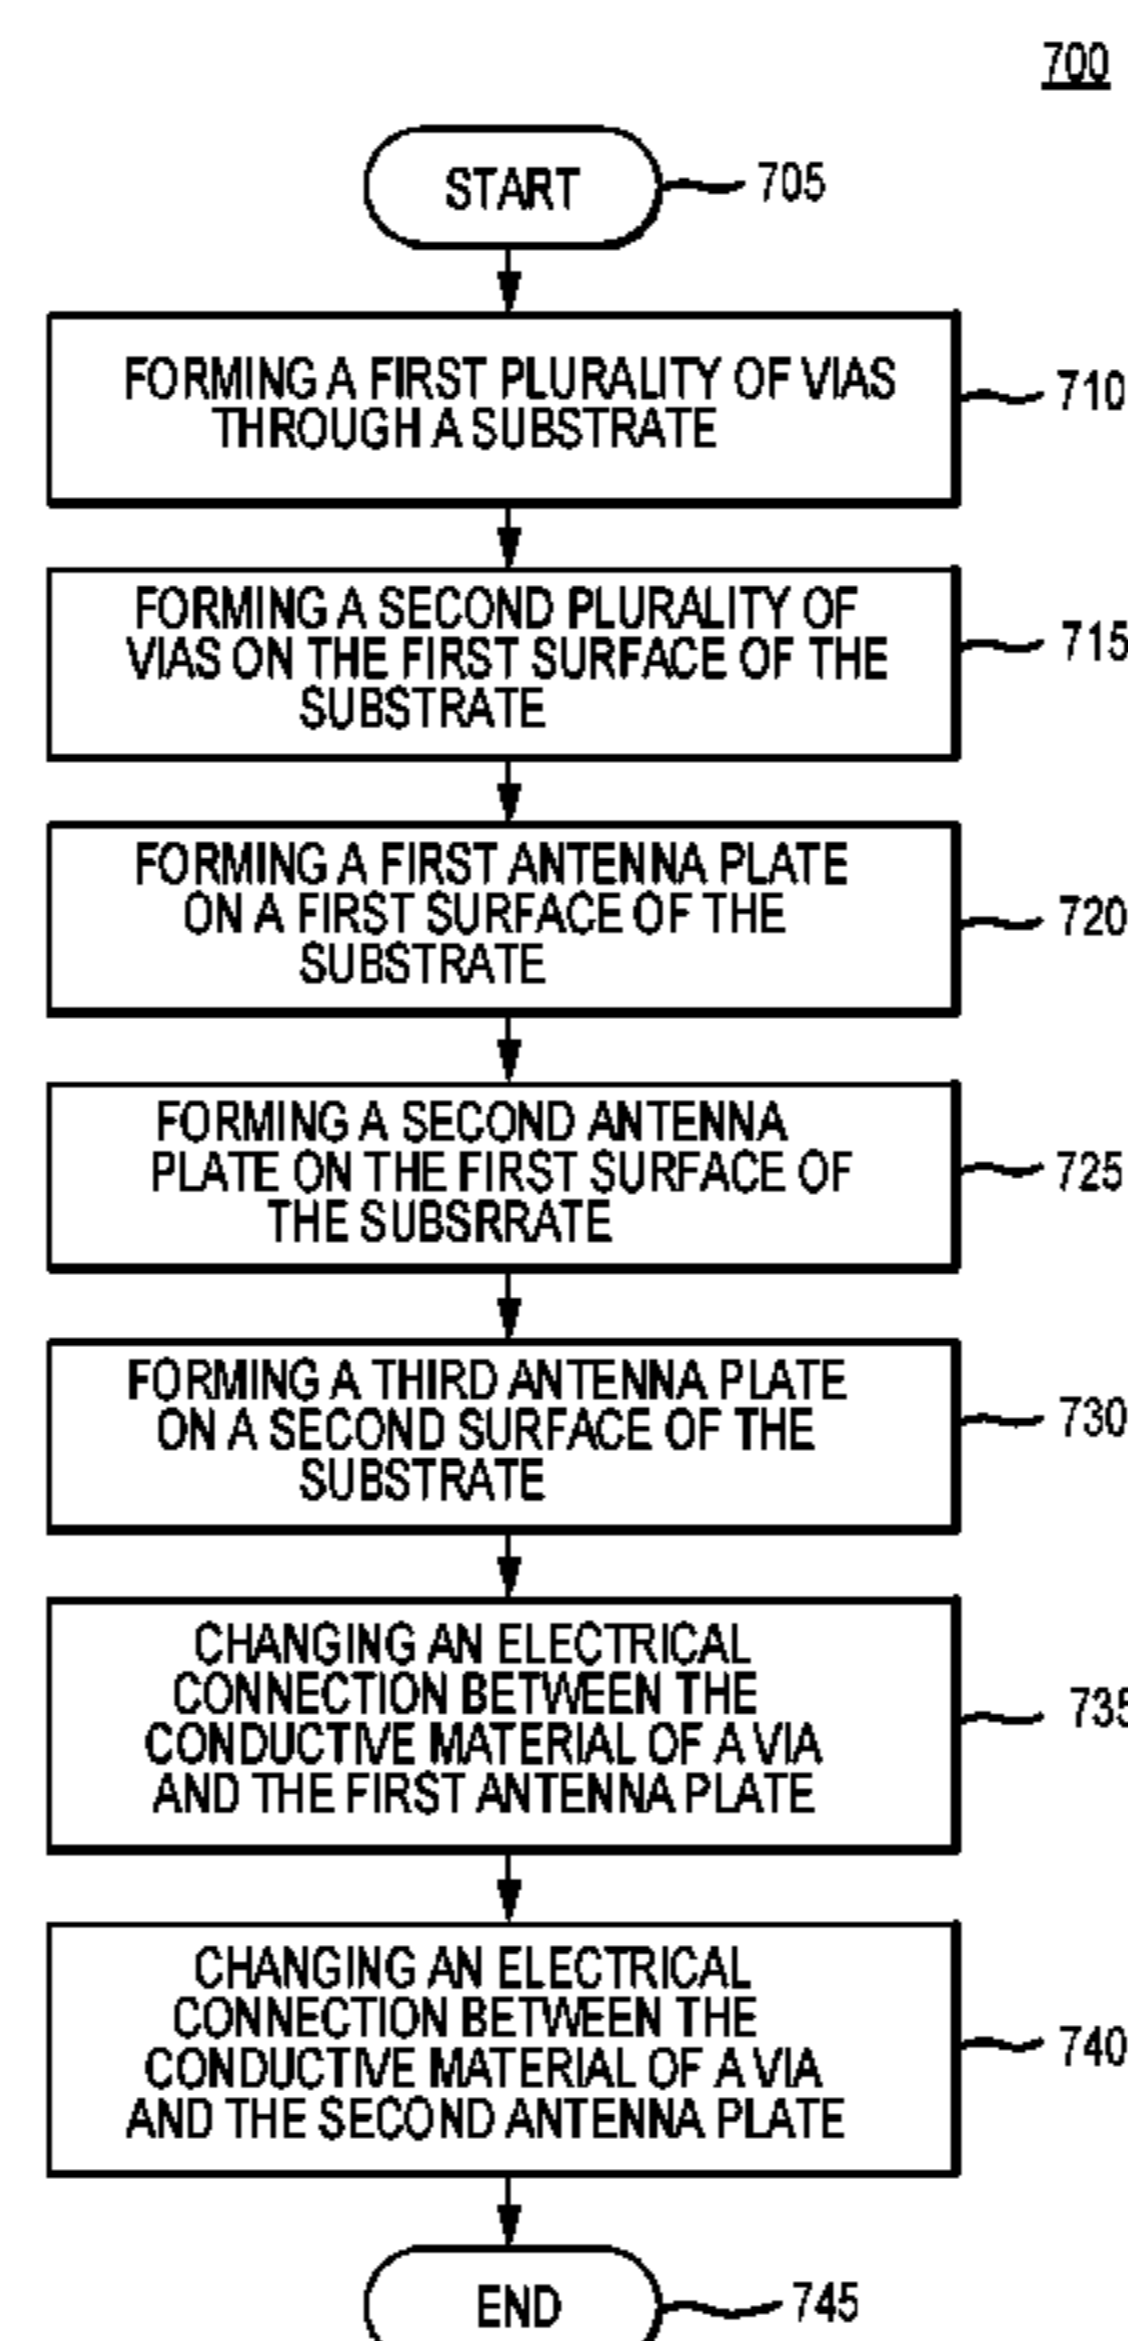 700
START
705
FORMING A FIRST PLURALITY OF VIAS
THROUGH A SUBSTRATE
710
FORMING A SECOND PLURALITY OF
VIAS ON THE FIRST SURFACE OF THE
SUBSTRATE
715
FORMING A FIRST ANTENNA PLATE
ON A FIRST SURFACE OF THE
SUBSTRATE
720
FORMING A SECOND ANTENNA
PLATE ON THE FIRST SURFACE OF
THE SUBSRRATE
725
FORMING A THIRD ANTENNA PLATE
ON A SECOND SURFACE OF THE
SUBSTRATE
730
CHANGING AN ELECTRICAL
CONNECTION BETWEEN THE
CONDUCTIVE MATERIAL OF A VIA
AND THE FIRST ANTENNA PLATE
735
CHANGING AN ELECTRICAL
CONNECTION BETWEEN THE
CONDUCTIVE MATERIAL OF A VIA
AND THE SECOND ANTENNA PLATE
740
END
745